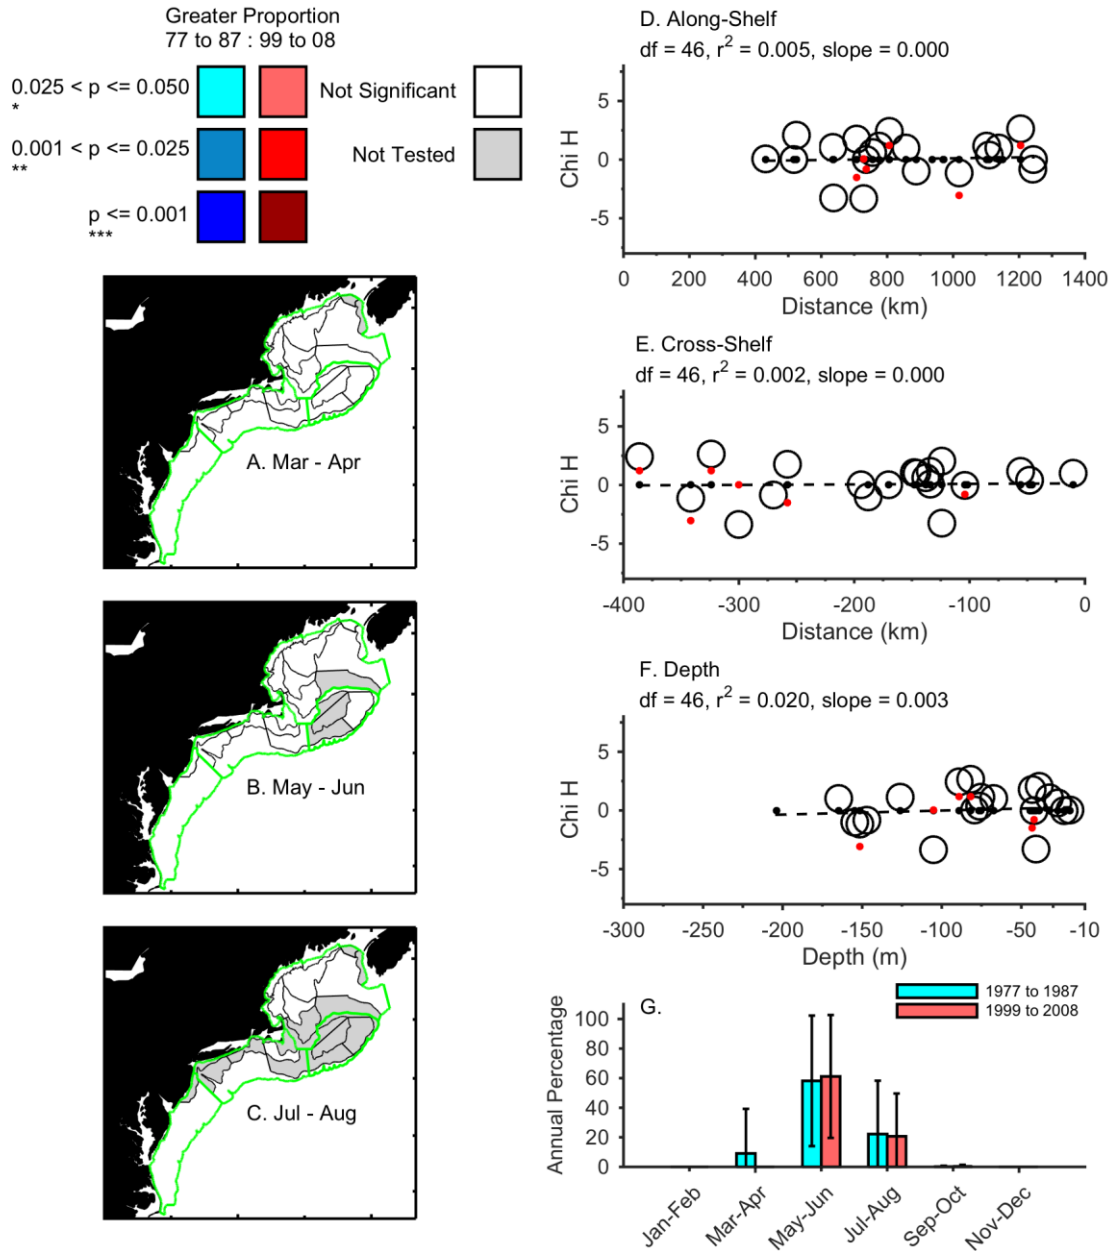 Greater Proportion
77 to 87 : 99 to 08
0.025 < p <= 0.050
*
Not Significant
0.001 < p <= 0.025
**
Not Tested
p <= 0.001
***
A. Mar - Apr
B. May - Jun
C. Jul - Aug
D. Along-Shelf
df = 46, r² = 0.005, slope = 0.000
5
0
-5
Chi H
0 200 400 600 800 1000 1200 1400
Distance (km)
E. Cross-Shelf
df = 46, r² = 0.002, slope = 0.000
5
0
-5
Chi H
-400 -300 -200 -100 0
Distance (km)
F. Depth
df = 46, r² = 0.020, slope = 0.003
5
0
-5
Chi H
-300 -250 -200 -150 -100 -50 -10
Depth (m)
G.
1977 to 1987
1999 to 2008
100
80
60
40
20
0
Annual Percentage
Jan-Feb Mar-Apr May-Jun Jul-Aug Sep-Oct Nov-Dec